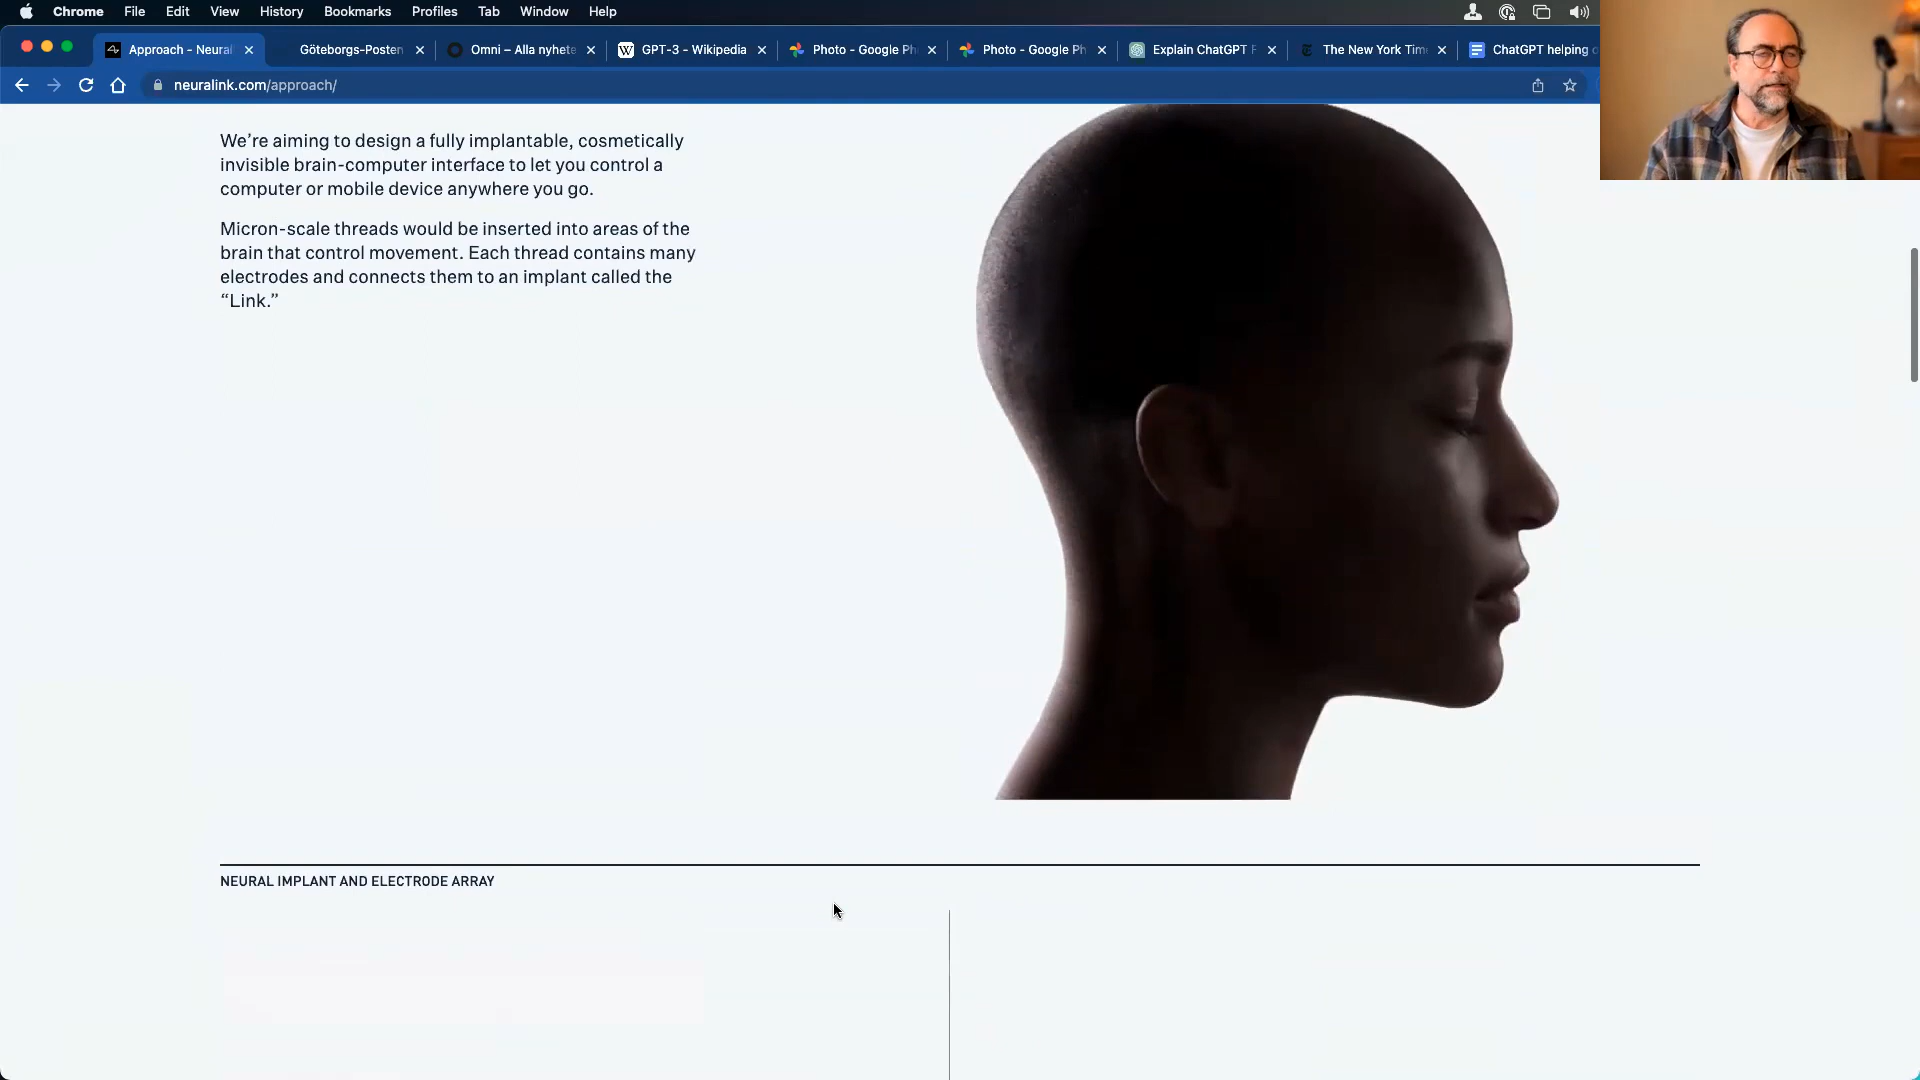 Chrome File Edit View History Bookmarks Profiles Tab Window Help
Approach - Neural Göteborgs-Posten Omni – Alla nyhete GPT-3 - Wikipedia Photo - Google Ph Photo - Google Ph Explain ChatGPT F The New York Tim ChatGPT helping o
neuralink.com/approach/
We’re aiming to design a fully implantable, cosmetically
invisible brain-computer interface to let you control a
computer or mobile device anywhere you go.
Micron-scale threads would be inserted into areas of the
brain that control movement. Each thread contains many
electrodes and connects them to an implant called the
“Link.”
NEURAL IMPLANT AND ELECTRODE ARRAY